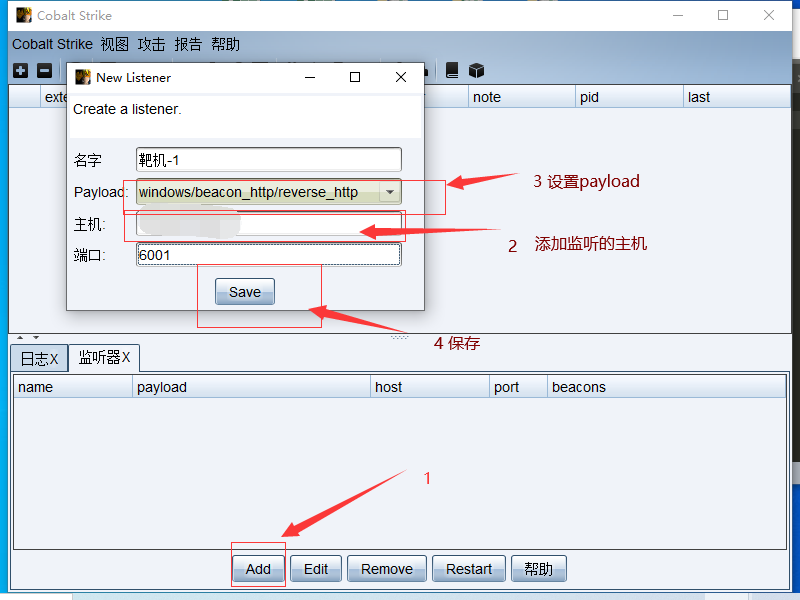 Cobalt Strike
Cobalt Strike 视图 攻击 报告 帮助
New Listener
exte note pid last
Create a listener.
名字 靶机-1
Payload: windows/beacon_http/reverse_http
3 设置payload
主机:
2 添加监听的主机
端口: 6001
Save
4 保存
日志X 监听器X
name payload host port beacons
1
Add Edit Remove Restart 帮助